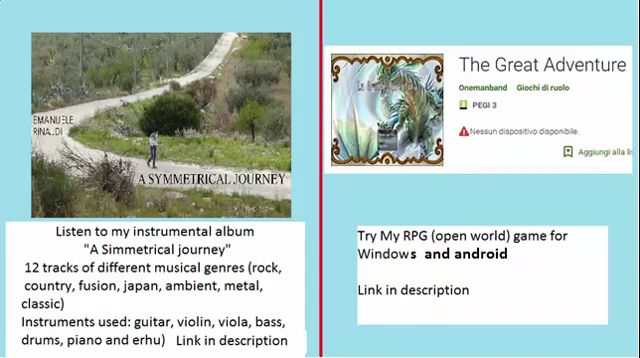 EMANUELE
RINALDI
A SYMMETRICAL JOURNEY
Listen to my instrumental album
"A Simmetrical journey"
12 tracks of different musical genres (rock,
country, fusion, japan, ambient, metal,
classic)
Instruments used: guitar, violin, viola, bass,
drums, piano and erhu) Link in description
The Great Adventure
Onemanband Giochi di ruolo
PEGI 3
Nessun dispositivo disponibile.
Aggiungi alla lis
Try My RPG (open world) game for
Windows and android
Link in description